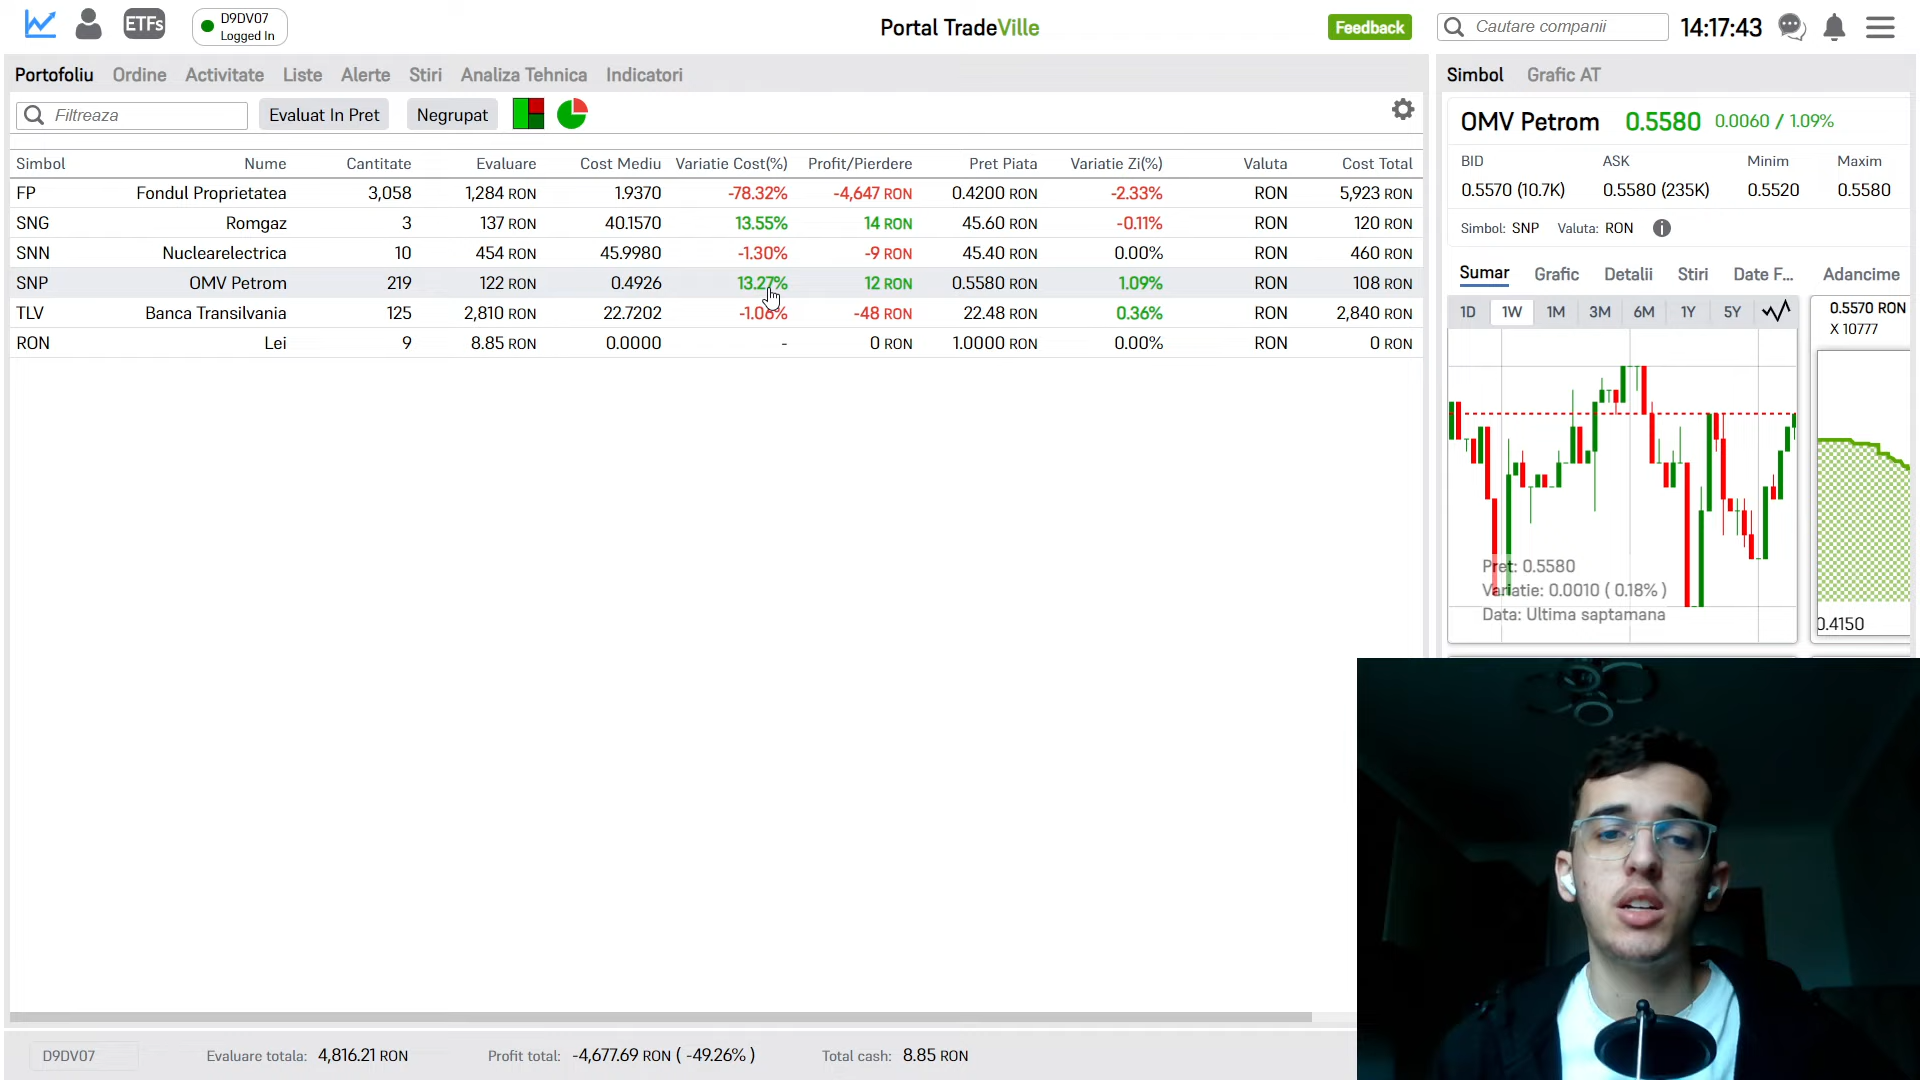 ETFs
D9DV07
Logged In
Portal TradeVille
Feedback
Cautare companii
14:17:43
Portofoliu Ordine Activitate Liste Alerte Stiri Analiza Tehnica Indicatori
Filtreaza
Evaluat In Pret
Negrupat
Simbol Nume Cantitate Evaluare Cost Mediu Variatie Cost(%) Profit/Pierdere Pret Piata Variatie Zi(%) Valuta Cost Total
FP Fondul Proprietatea 3,058 1,284 RON 1.9370 -78.32% -4,647 RON 0.4200 RON -2.33% RON 5,923 RON
SNG Romgaz 3 137 RON 40.1570 13.55% 14 RON 45.60 RON -0.11% RON 120 RON
SNN Nuclearelectrica 10 454 RON 45.9980 -1.30% -9 RON 45.40 RON 0.00% RON 460 RON
SNP OMV Petrom 219 122 RON 0.4926 13.27% 12 RON 0.5580 RON 1.09% RON 108 RON
TLV Banca Transilvania 125 2,810 RON 22.7202 -1.06% -48 RON 22.48 RON 0.36% RON 2,840 RON
RON Lei 9 8.85 RON 0.0000 - 0 RON 1.0000 RON 0.00% RON 0 RON
Simbol Grafic AT
OMV Petrom 0.5580 0.0060 / 1.09%
BID ASK Minim Maxim
0.5570 (10.7K) 0.5580 (235K) 0.5520 0.5580
Simbol: SNP Valuta: RON
Sumar Grafic Detalii Stiri Date F... Adancime
1D 1W 1M 3M 6M 1Y 5Y
0.5570 RON
X 10777
Pret: 0.5580
Variatie: 0.0010 ( 0.18% )
Data: Ultima saptamana
0.4150
D9DV07 Evaluare totala: 4,816.21 RON Profit total: -4,677.69 RON ( -49.26% ) Total cash: 8.85 RON